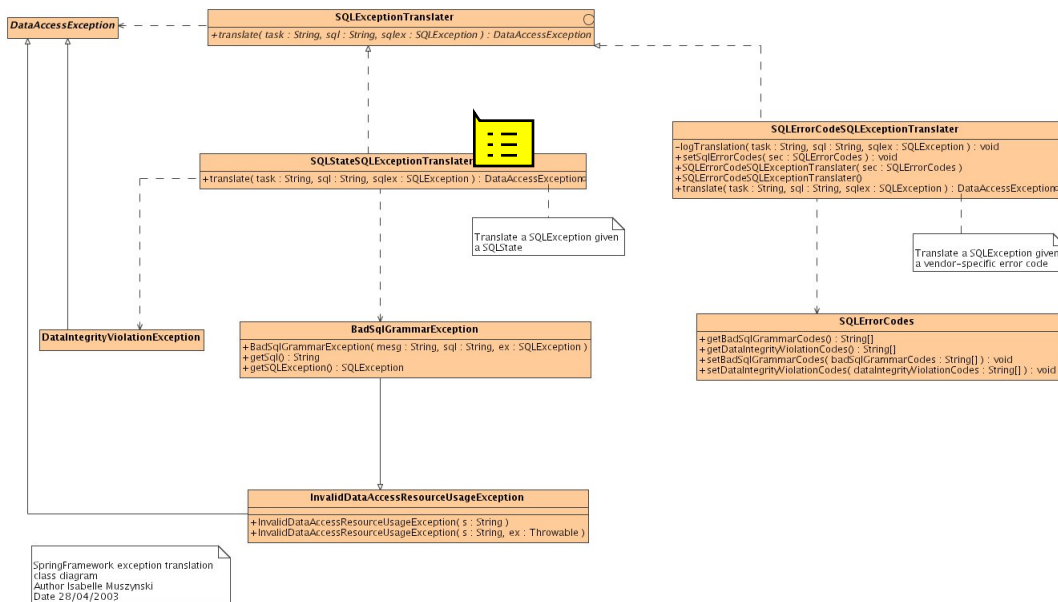 DataAccessException
SQLExceptionTranslater
+translate( task : String, sql : String, sqlex : SQLException ) : DataAccessException
SQLStateSQLExceptionTranslater
+translate( task : String, sql : String, sqlex : SQLException ) : DataAccessException
SQLErrorCodeSQLExceptionTranslater
-logTranslation( task : String, sql : String, sqlex : SQLException ) : void
+setSqlErrorCodes( sec : SQLErrorCodes ) : void
+SQLErrorCodeSQLExceptionTranslater( sec : SQLErrorCodes )
+SQLErrorCodeSQLExceptionTranslater()
+translate( task : String, sql : String, sqlex : SQLException ) : DataAccessException
Translate a SQLException given
a SQLState
Translate a SQLException given
a vendor-specific error code
DataIntegrityViolationException
BadSqlGrammarException
+BadSqlGrammarException( mesg : String, sql : String, ex : SQLException )
+getSql() : String
+getSQLException() : SQLException
SQLErrorCodes
+getBadSqlGrammarCodes() : String[]
+getDataIntegrityViolationCodes() : String[]
+setBadSqlGrammarCodes( badSqlGrammarCodes : String[] ) : void
+setDataIntegrityViolationCodes( dataIntegrityViolationCodes : String[] ) : void
InvalidDataAccessResourceUsageException
+InvalidDataAccessResourceUsageException( s : String )
+InvalidDataAccessResourceUsageException( s : String, ex : Throwable )
SpringFramework exception translation
class diagram
Author Isabelle Muszynski
Date 28/04/2003